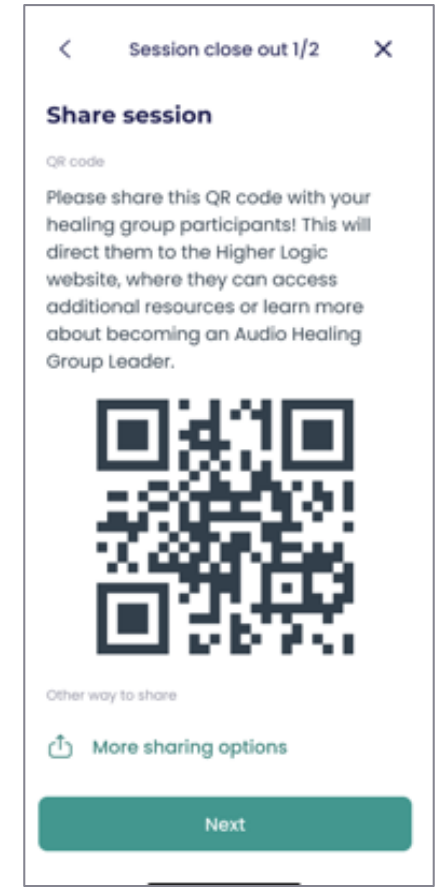 Session close out 1/2
Share session
QR code
Please share this QR code with your
healing group participants! This will
direct them to the Higher Logic
website, where they can access
additional resources or learn more
about becoming an Audio Healing
Group Leader.
Other way to share
More sharing options
Next